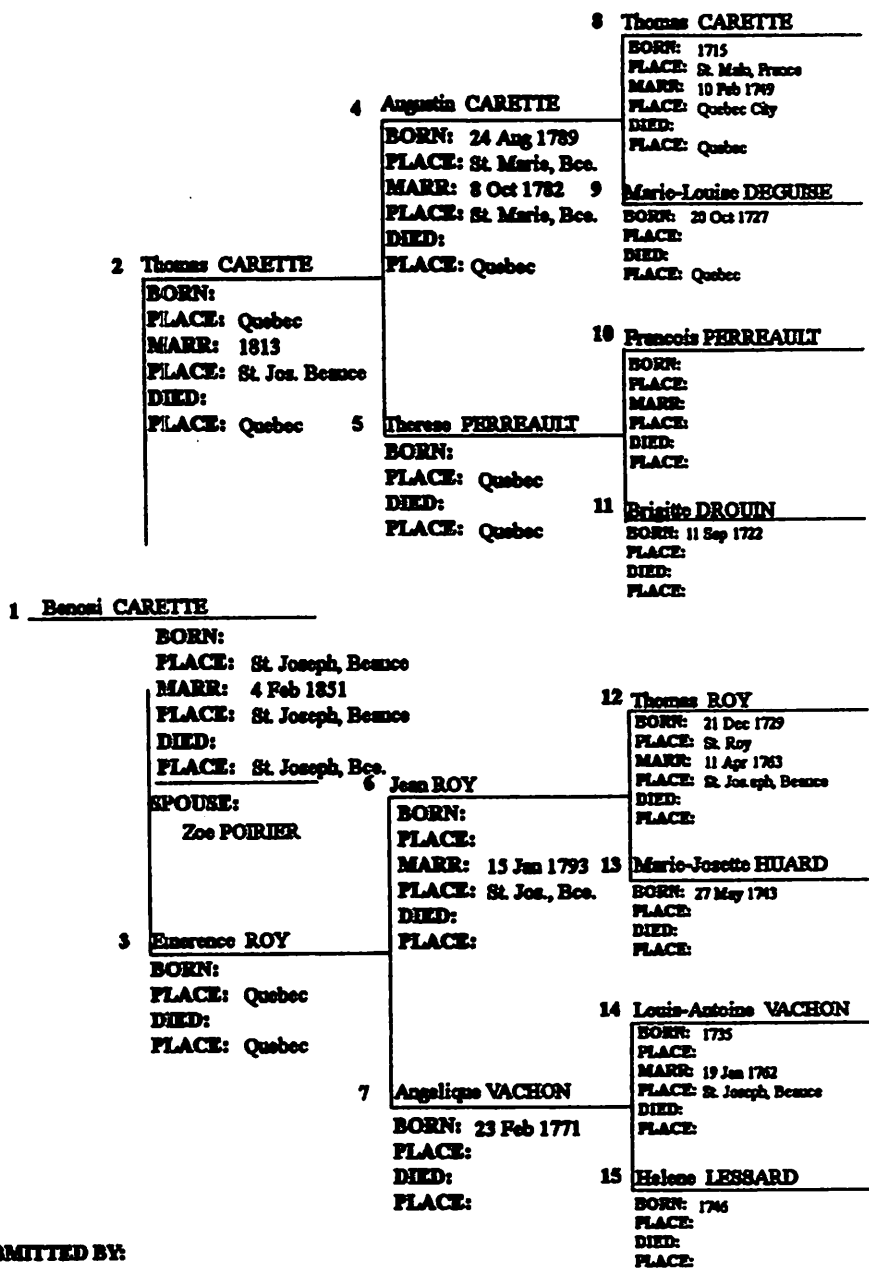 8 Thomas CARETTE
BORN: 1715
PLACE: St. Malo, France
MARR: 10 Feb 1749
PLACE: Quebec City
DIED:
PLACE: Quebec
4 Augustin CARETTE
BORN: 24 Aug 1789
PLACE: St. Marie, Bce.
MARR: 8 Oct 1782
PLACE: St. Marie, Bce.
DIED:
PLACE: Quebec
9 Marie-Louise DEGUISE
BORN: 20 Oct 1727
PLACE:
DIED:
PLACE: Quebec
2 Thomas CARETTE
BORN:
PLACE: Quebec
MARR: 1813
PLACE: St. Jos. Beauce
DIED:
PLACE: Quebec
10 Francois PERREAULT
BORN:
PLACE:
MARR:
PLACE:
DIED:
PLACE:
5 Therese PERREAULT
BORN:
PLACE: Quebec
DIED:
PLACE: Quebec
11 Brigitte DROUIN
BORN: 11 Sep 1722
PLACE:
DIED:
PLACE:
1 Benoni CARETTE
BORN:
PLACE: St. Joseph, Beauce
MARR: 4 Feb 1851
PLACE: St. Joseph, Beauce
DIED:
PLACE: St. Joseph, Bce.
SPOUSE:
Zoe POIRIER
12 Thomas ROY
BORN: 21 Dec 1729
PLACE: St. Roy
MARR: 11 Apr 1763
PLACE: St. Jos.eph, Beauce
DIED:
PLACE:
6 Jean ROY
BORN:
PLACE:
MARR: 15 Jan 1793
PLACE: St. Jos., Bce.
DIED:
PLACE:
13 Marie-Josette HUARD
BORN: 27 May 1743
PLACE:
DIED:
PLACE:
3 Emerence ROY
BORN:
PLACE: Quebec
DIED:
PLACE: Quebec
14 Louis-Antoine VACHON
BORN: 1735
PLACE:
MARR: 19 Jan 1762
PLACE: St. Joseph, Beauce
DIED:
PLACE:
7 Angelique VACHON
BORN: 23 Feb 1771
PLACE:
DIED:
PLACE:
15 Helene LESSARD
BORN: 1746
PLACE:
DIED:
PLACE:
MITTED BY: